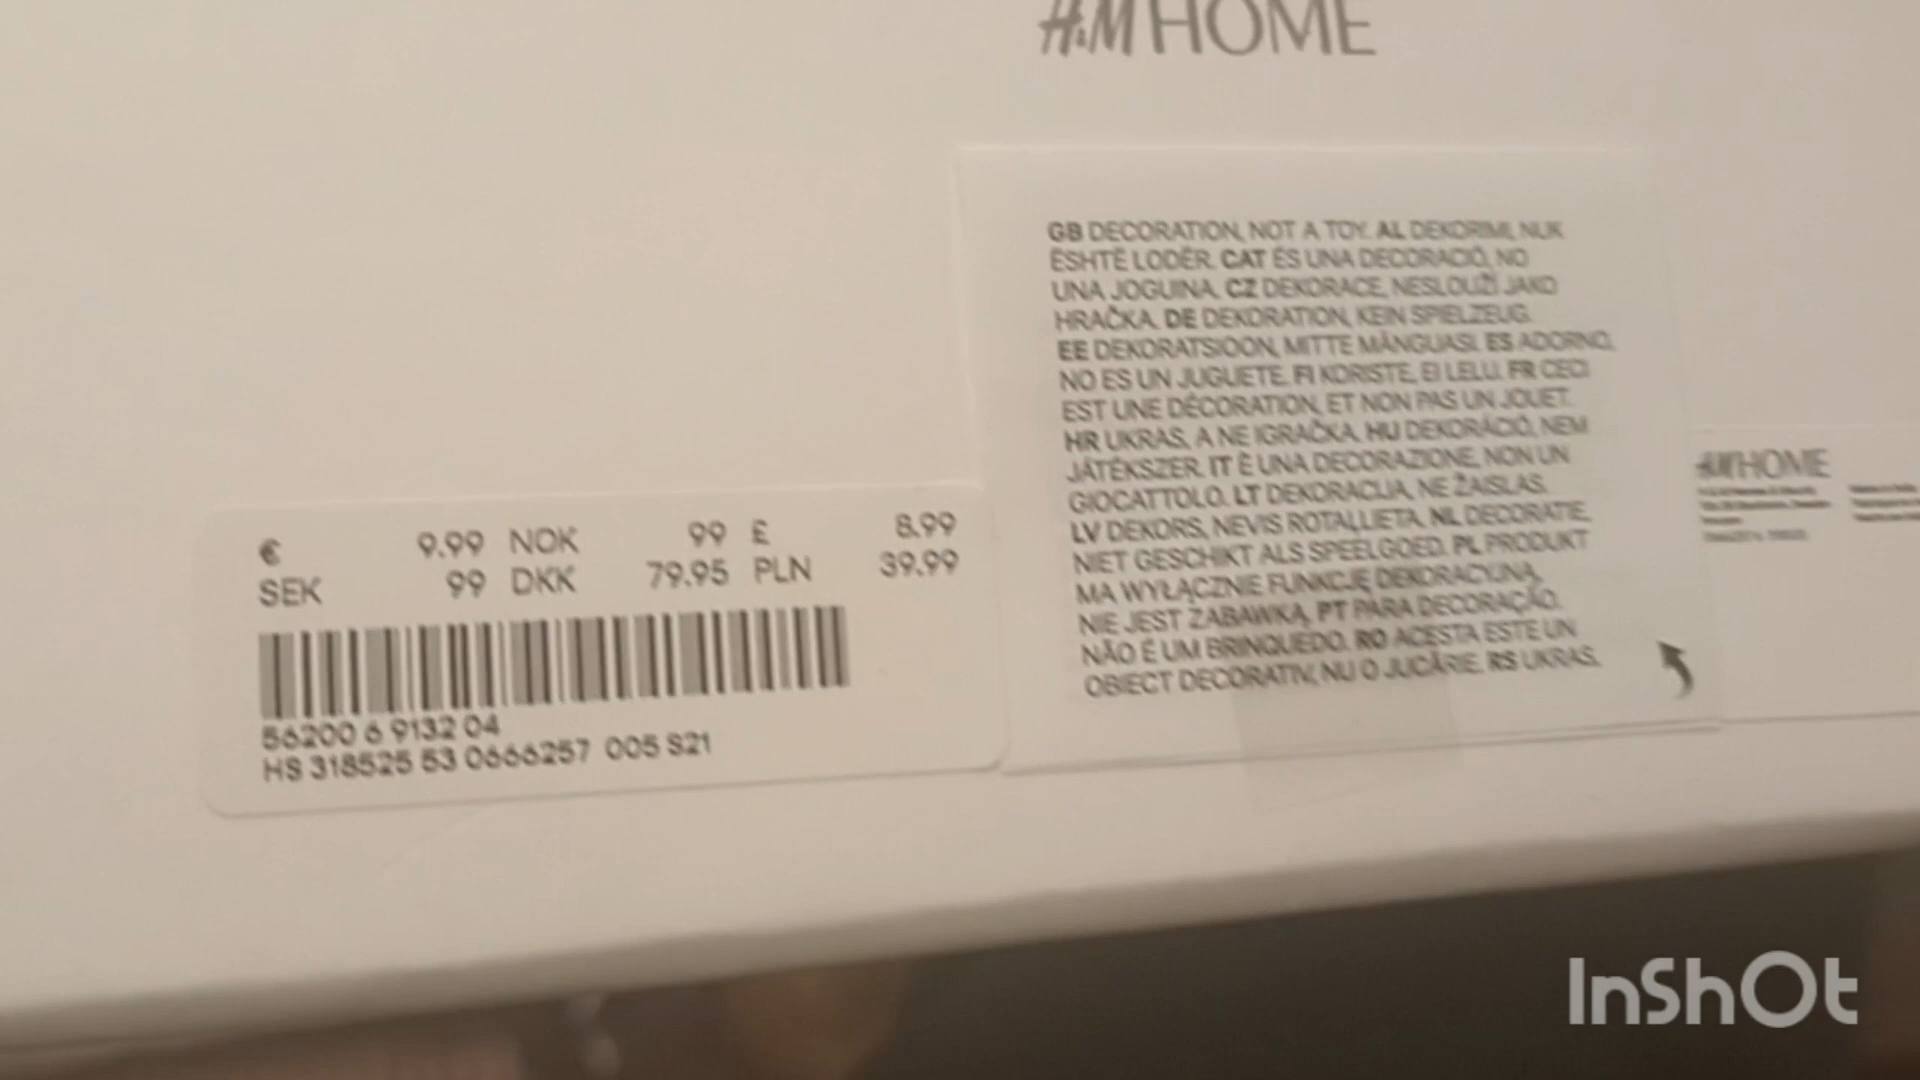 H&M HOME
GB DECORATION, NOT A TOY. AL DEKORIMI, NUK
ËSHTË LODËR. CAT ÉS UNA DECORACIÓ, NO
UNA JOGUINA. CZ DEKORACE, NESLOUŽÍ JAKO
HRAČKA. DE DEKORATION, KEIN SPIELZEUG.
EE DEKORATSIOON, MITTE MÄNGUASI. ES ADORNO,
NO ES UN JUGUETE. FI KORISTE, EI LELU. FR CECI
EST UNE DÉCORATION, ET NON PAS UN JOUET.
HR UKRAS, A NE IGRAČKA. HU DEKORÁCIÓ, NEM
JÁTÉKSZER. IT È UNA DECORAZIONE, NON UN
GIOCATTOLO. LT DEKORACIJA, NE ŽAISLAS.
LV DEKORS, NEVIS ROTAĻLIETA. NL DECORATIE,
NIET GESCHIKT ALS SPEELGOED. PL PRODUKT
MA WYŁĄCZNIE FUNKCJĘ DEKORACYJNĄ,
NIE JEST ZABAWKĄ. PT PARA DECORAÇÃO.
NÃO É UM BRINQUEDO. RO ACESTA ESTE UN
OBIECT DECORATIV, NU O JUCĂRIE. RS UKRAS,
€ 9.99 NOK 99 £ 8.99
SEK 99 DKK 79.95 PLN 39.99
56200 6 9132 04
HS 318525 53 0666257 005 S21
H&M HOME
InShOt